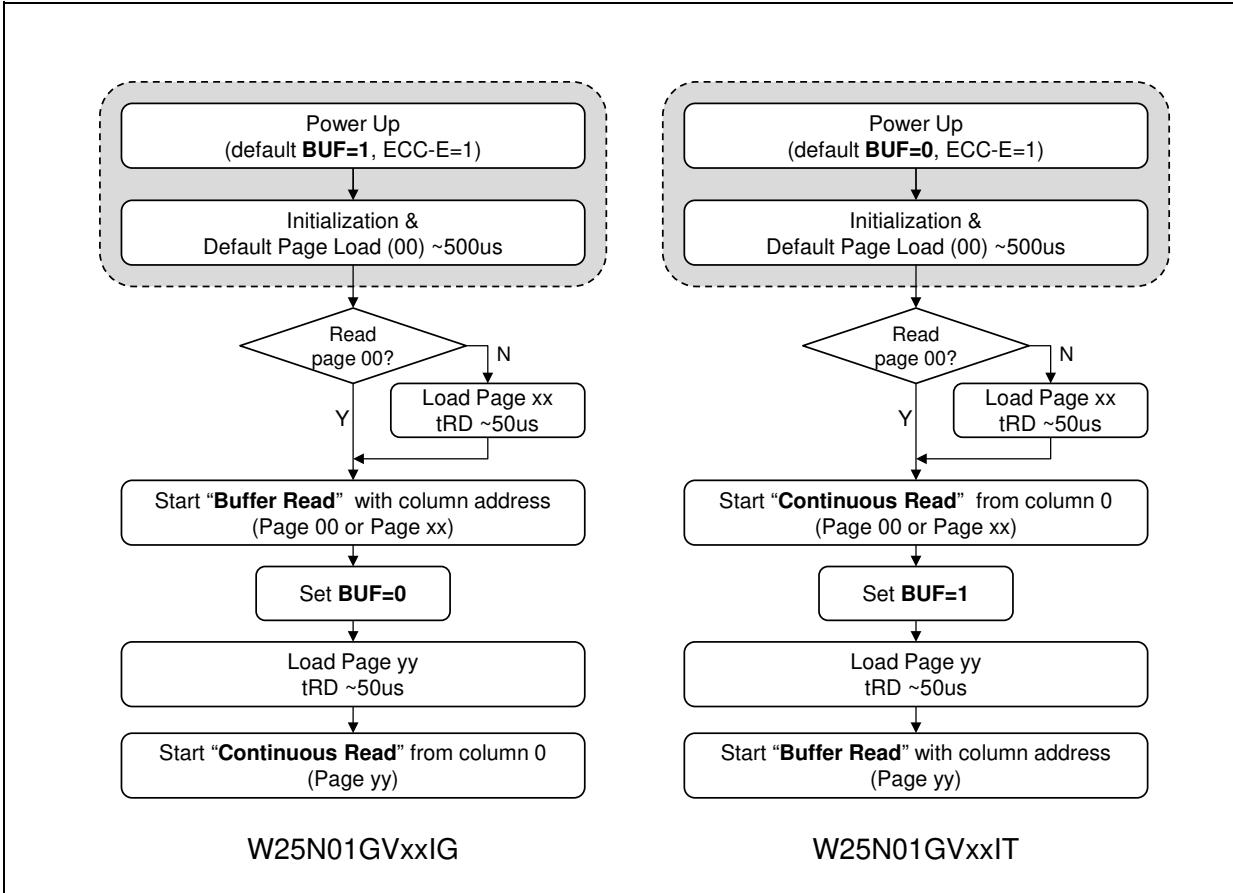 Power Up
(default BUF=1, ECC-E=1)
Initialization &
Default Page Load (00) ~500us
Read
page 00?
N
Load Page xx
tRD ~50us
Y
Start “Buffer Read” with column address
(Page 00 or Page xx)
Set BUF=0
Load Page yy
tRD ~50us
Start “Continuous Read” from column 0
(Page yy)
W25N01GVxxIG
Power Up
(default BUF=0, ECC-E=1)
Initialization &
Default Page Load (00) ~500us
Read
page 00?
N
Load Page xx
tRD ~50us
Y
Start “Continuous Read” from column 0
(Page 00 or Page xx)
Set BUF=1
Load Page yy
tRD ~50us
Start “Buffer Read” with column address
(Page yy)
W25N01GVxxIT